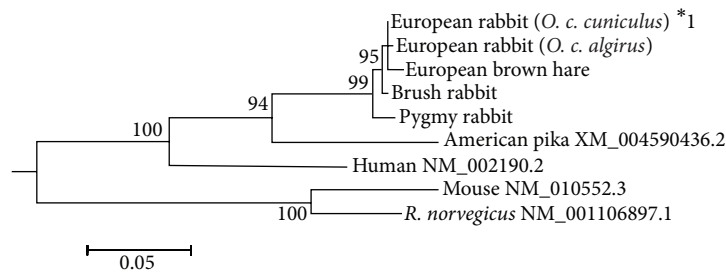 European rabbit (O. c. cuniculus) *1
European rabbit (O. c. algirus)
95
European brown hare
99
Brush rabbit
94
Pygmy rabbit
100
American pika XM_004590436.2
Human NM_002190.2
Mouse NM_010552.3
100
R. norvegicus NM_001106897.1
0.05